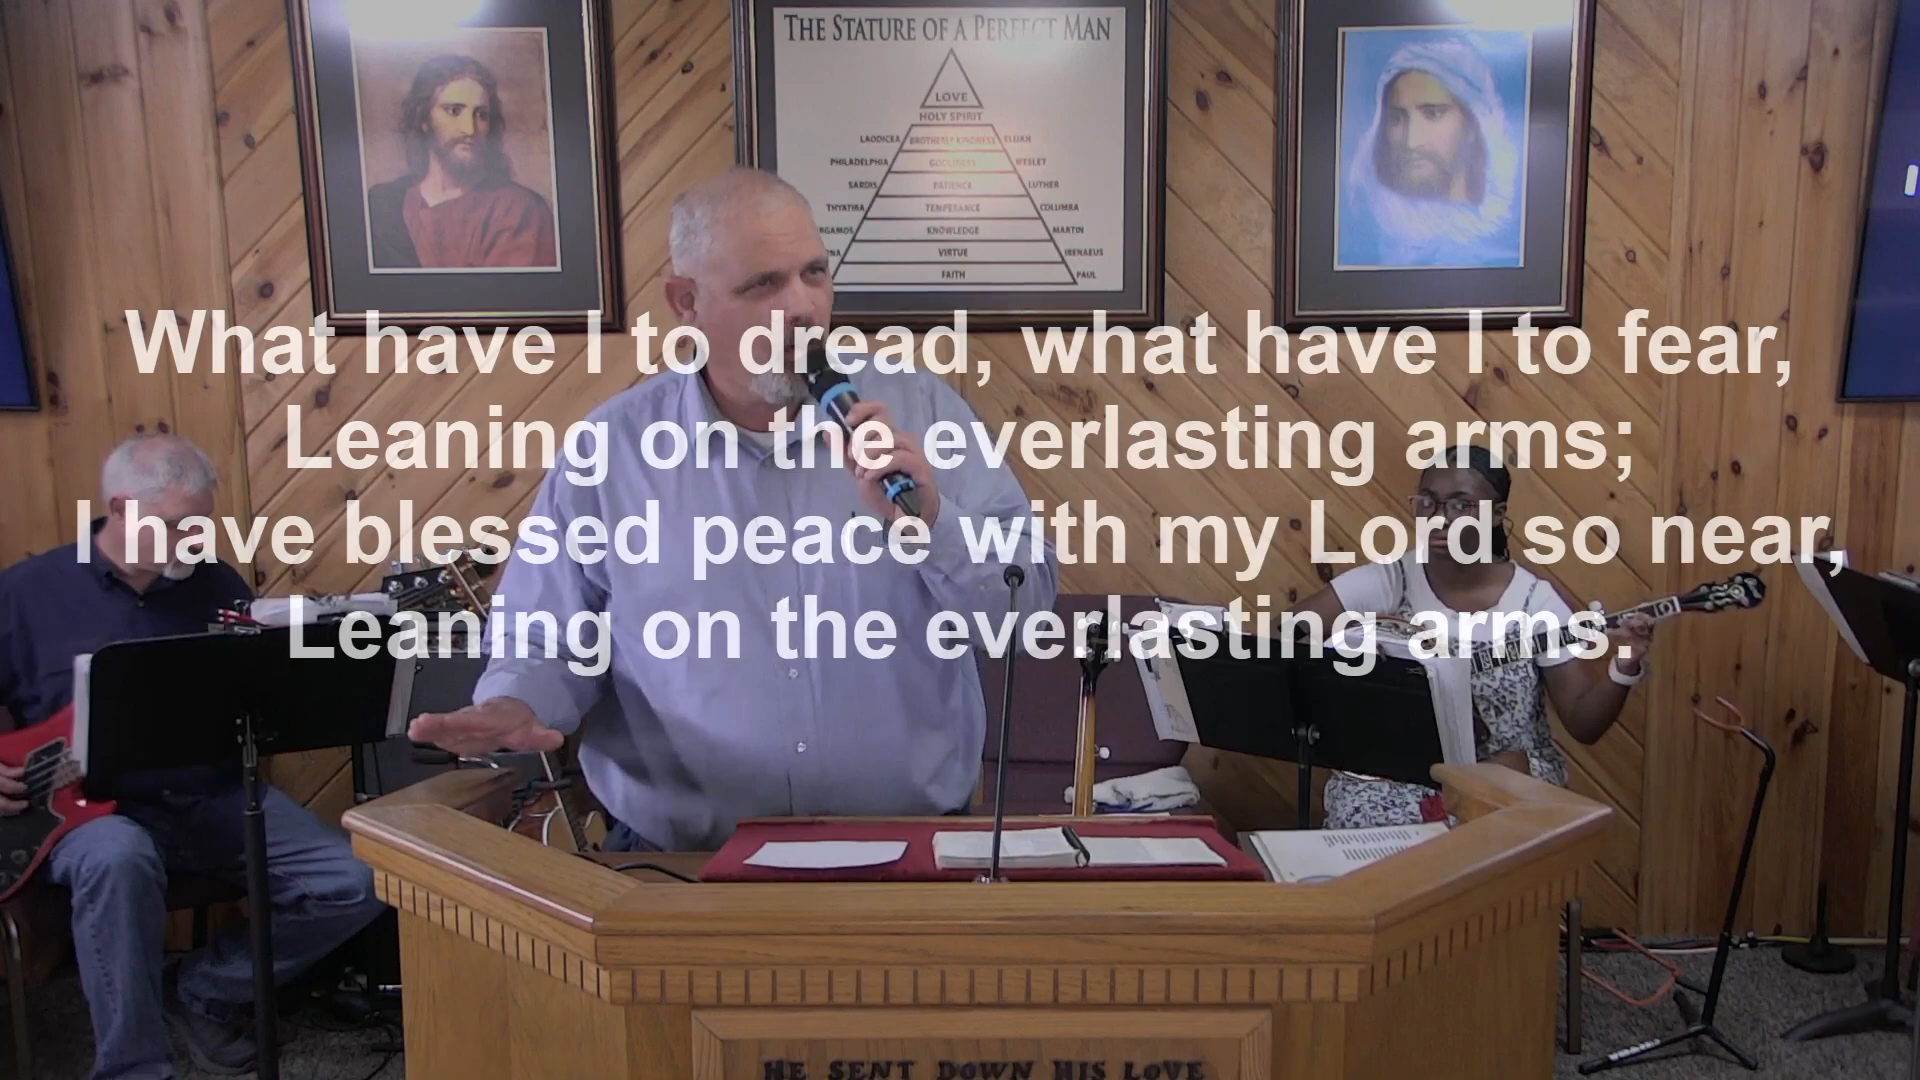 THE STATURE OF A PERFECT MAN
LOVE
HOLY SPIRIT
LAODICEA BROTHERLY KINDNESS ELIJAH
PHILADELPHIA GODLINESS WESLEY
SARDIS PATIENCE LUTHER
THYATIRA TEMPERANCE COLUMBA
RGAMOS KNOWLEDGE MARTIN
NA VIRTUE IRENAEUS
FAITH PAUL
What have I to dread, what have I to fear,
Leaning on the everlasting arms;
I have blessed peace with my Lord so near,
Leaning on the everlasting arms.
HE SENT DOWN HIS LOVE